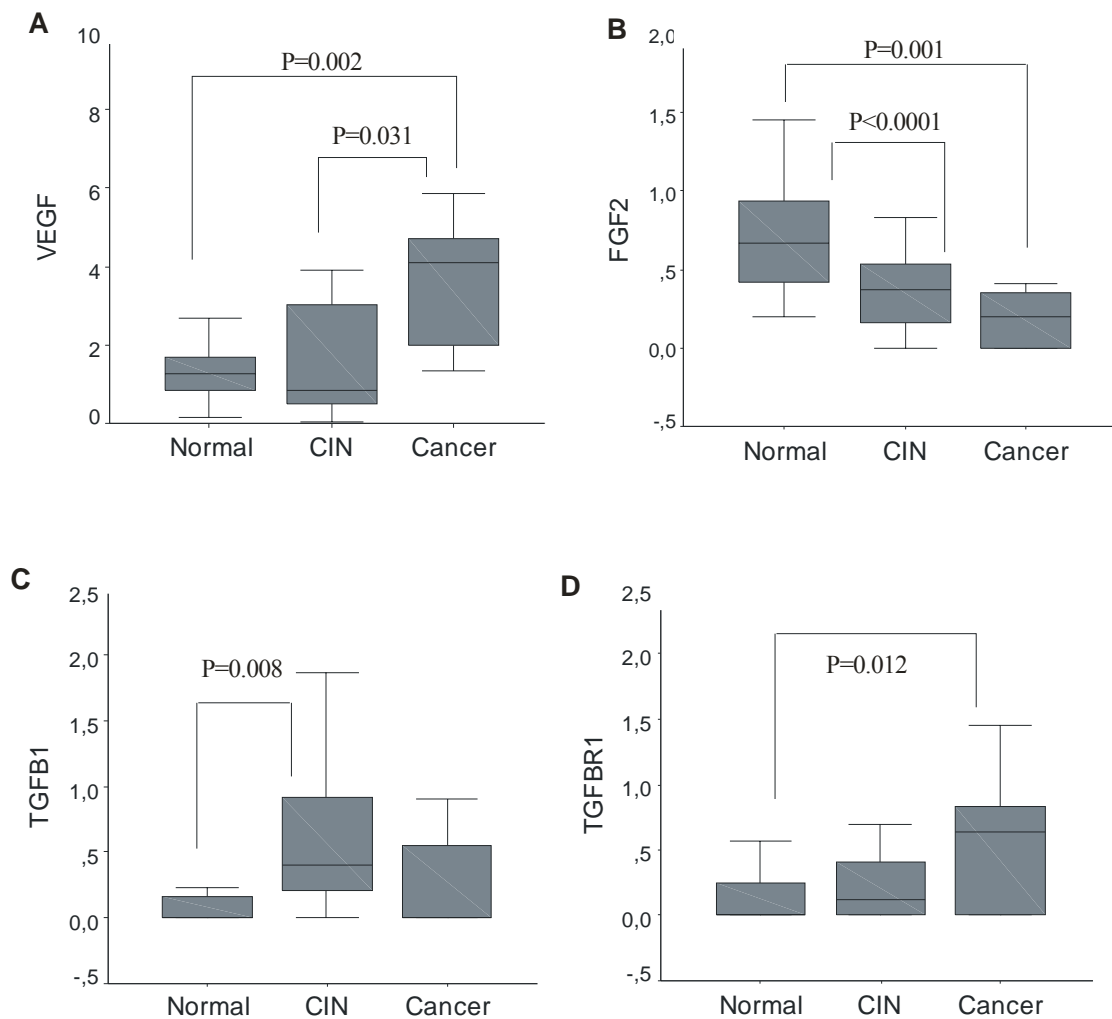 A
10
8
6
4
2
0
VEGF
P=0.002
P=0.031
Normal
CIN
Cancer
B
2,0
1,5
1,0
,5
0,0
-,5
FGF2
P=0.001
P<0.0001
Normal
CIN
Cancer
C
2,5
2,0
1,5
1,0
,5
0,0
-,5
TGFB1
P=0.008
Normal
CIN
Cancer
D
2,5
2,0
1,5
1,0
,5
0,0
-,5
TGFBR1
P=0.012
Normal
CIN
Cancer